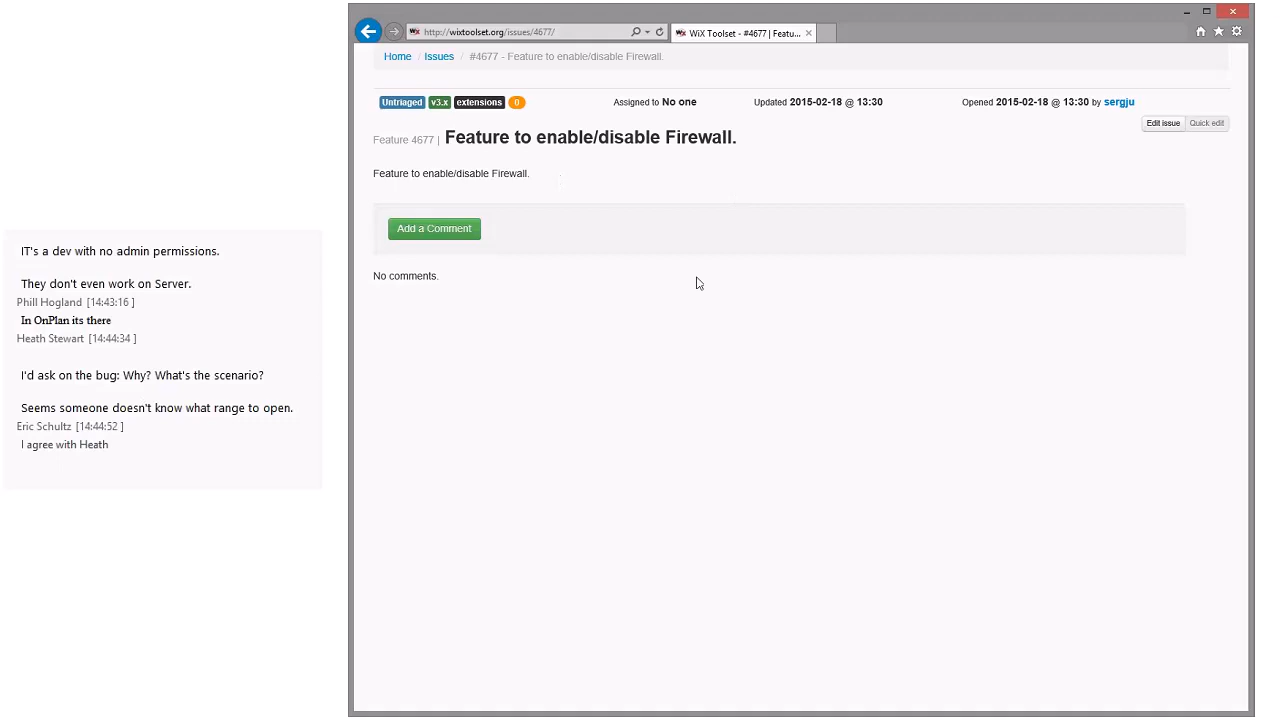 IT's a dev with no admin permissions.
They don't even work on Server.
Phill Hogland [14:43:16 ]
In OnPlan its there
Heath Stewart [14:44:34 ]
I'd ask on the bug: Why? What's the scenario?
Seems someone doesn't know what range to open.
Eric Schultz [14:44:52 ]
I agree with Heath
http://wixtoolset.org/issues/4677/
WiX Toolset - #4677 | Featu...
Home / Issues / #4677 - Feature to enable/disable Firewall.
Untriaged v3.x extensions 0 Assigned to No one Updated 2015-02-18 @ 13:30 Opened 2015-02-18 @ 13:30 by sergju
Edit issue Quick edit
Feature 4677 | Feature to enable/disable Firewall.
Feature to enable/disable Firewall.
Add a Comment
No comments.